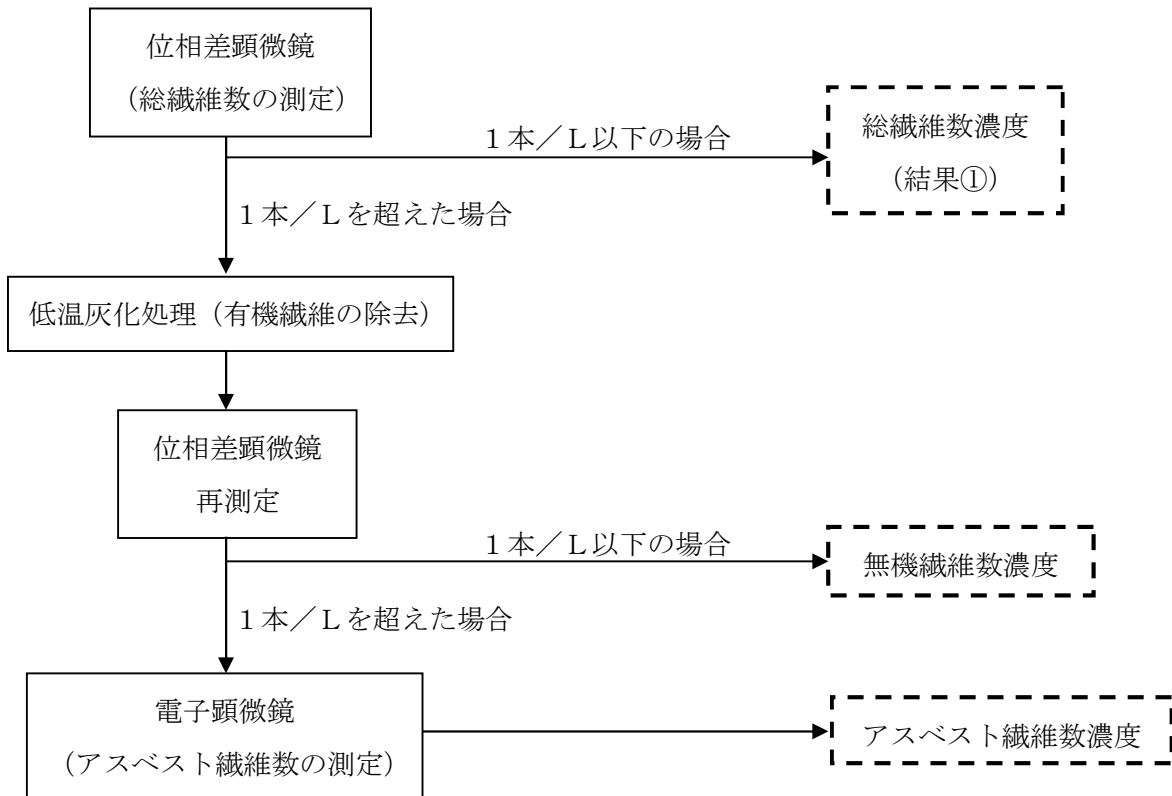 位相差顕微鏡
（総繊維数の測定）
１本／Ｌ以下の場合
総繊維数濃度
（結果①）
１本／Ｌを超えた場合
低温灰化処理（有機繊維の除去）
位相差顕微鏡
再測定
１本／Ｌ以下の場合
無機繊維数濃度
１本／Ｌを超えた場合
電子顕微鏡
（アスベスト繊維数の測定）
アスベスト繊維数濃度